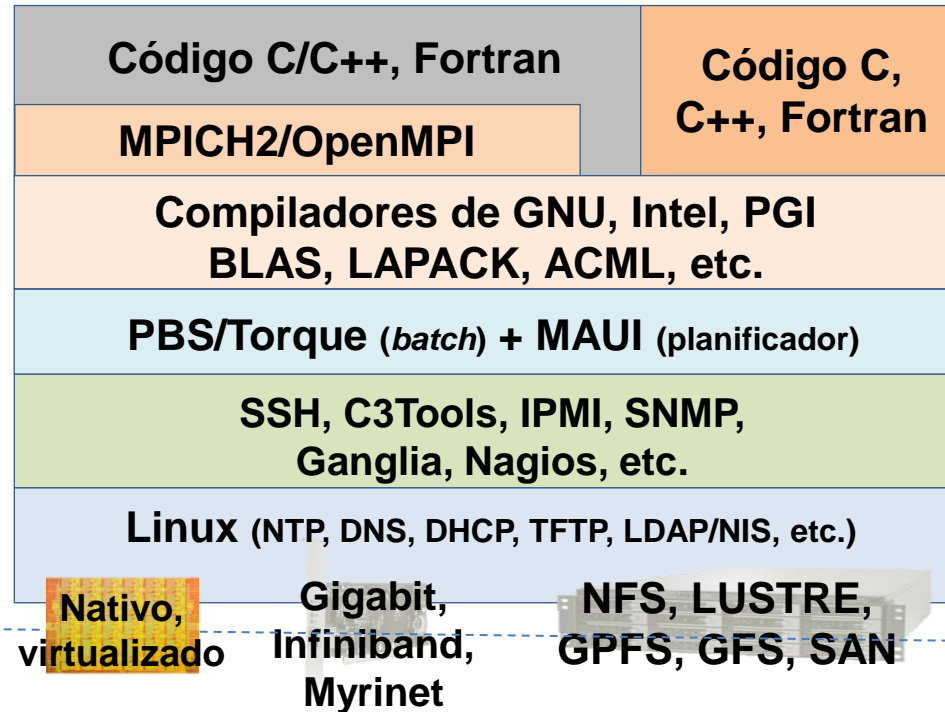 Código C/C++, Fortran
Código C,
C++, Fortran
MPICH2/OpenMPI
Compiladores de GNU, Intel, PGI
BLAS, LAPACK, ACML, etc.
PBS/Torque (batch) + MAUI (planificador)
SSH, C3Tools, IPMI, SNMP,
Ganglia, Nagios, etc.
Linux (NTP, DNS, DHCP, TFTP, LDAP/NIS, etc.)
Nativo,
virtualizado
Gigabit,
Infiniband,
Myrinet
NFS, LUSTRE,
GPFS, GFS, SAN